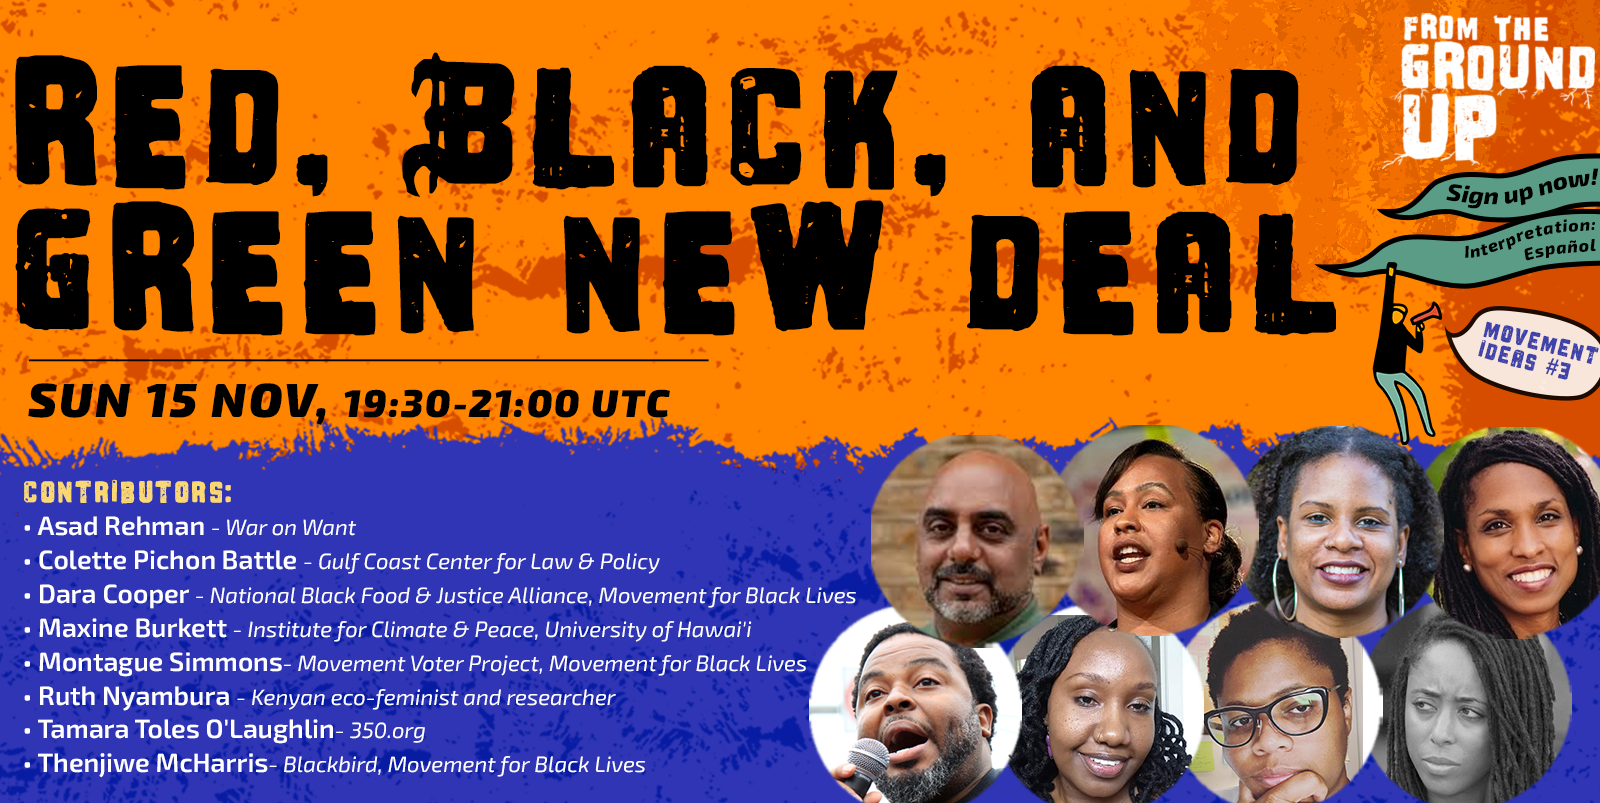 RED, BLACK, AND
GREEN NEW DEAL
SUN 15 NOV, 19:30-21:00 UTC
FROM THE
GROUND
UP
Sign up now!
Interpretation:
Español
MOVEMENT
IDEAS #3
CONTRIBUTORS:
• Asad Rehman - War on Want
• Colette Pichon Battle - Gulf Coast Center for Law & Policy
• Dara Cooper - National Black Food & Justice Alliance, Movement for Black Lives
• Maxine Burkett - Institute for Climate & Peace, University of Hawai'i
• Montague Simmons- Movement Voter Project, Movement for Black Lives
• Ruth Nyambura - Kenyan eco-feminist and researcher
• Tamara Toles O'Laughlin- 350.org
• Thenjiwe McHarris- Blackbird, Movement for Black Lives